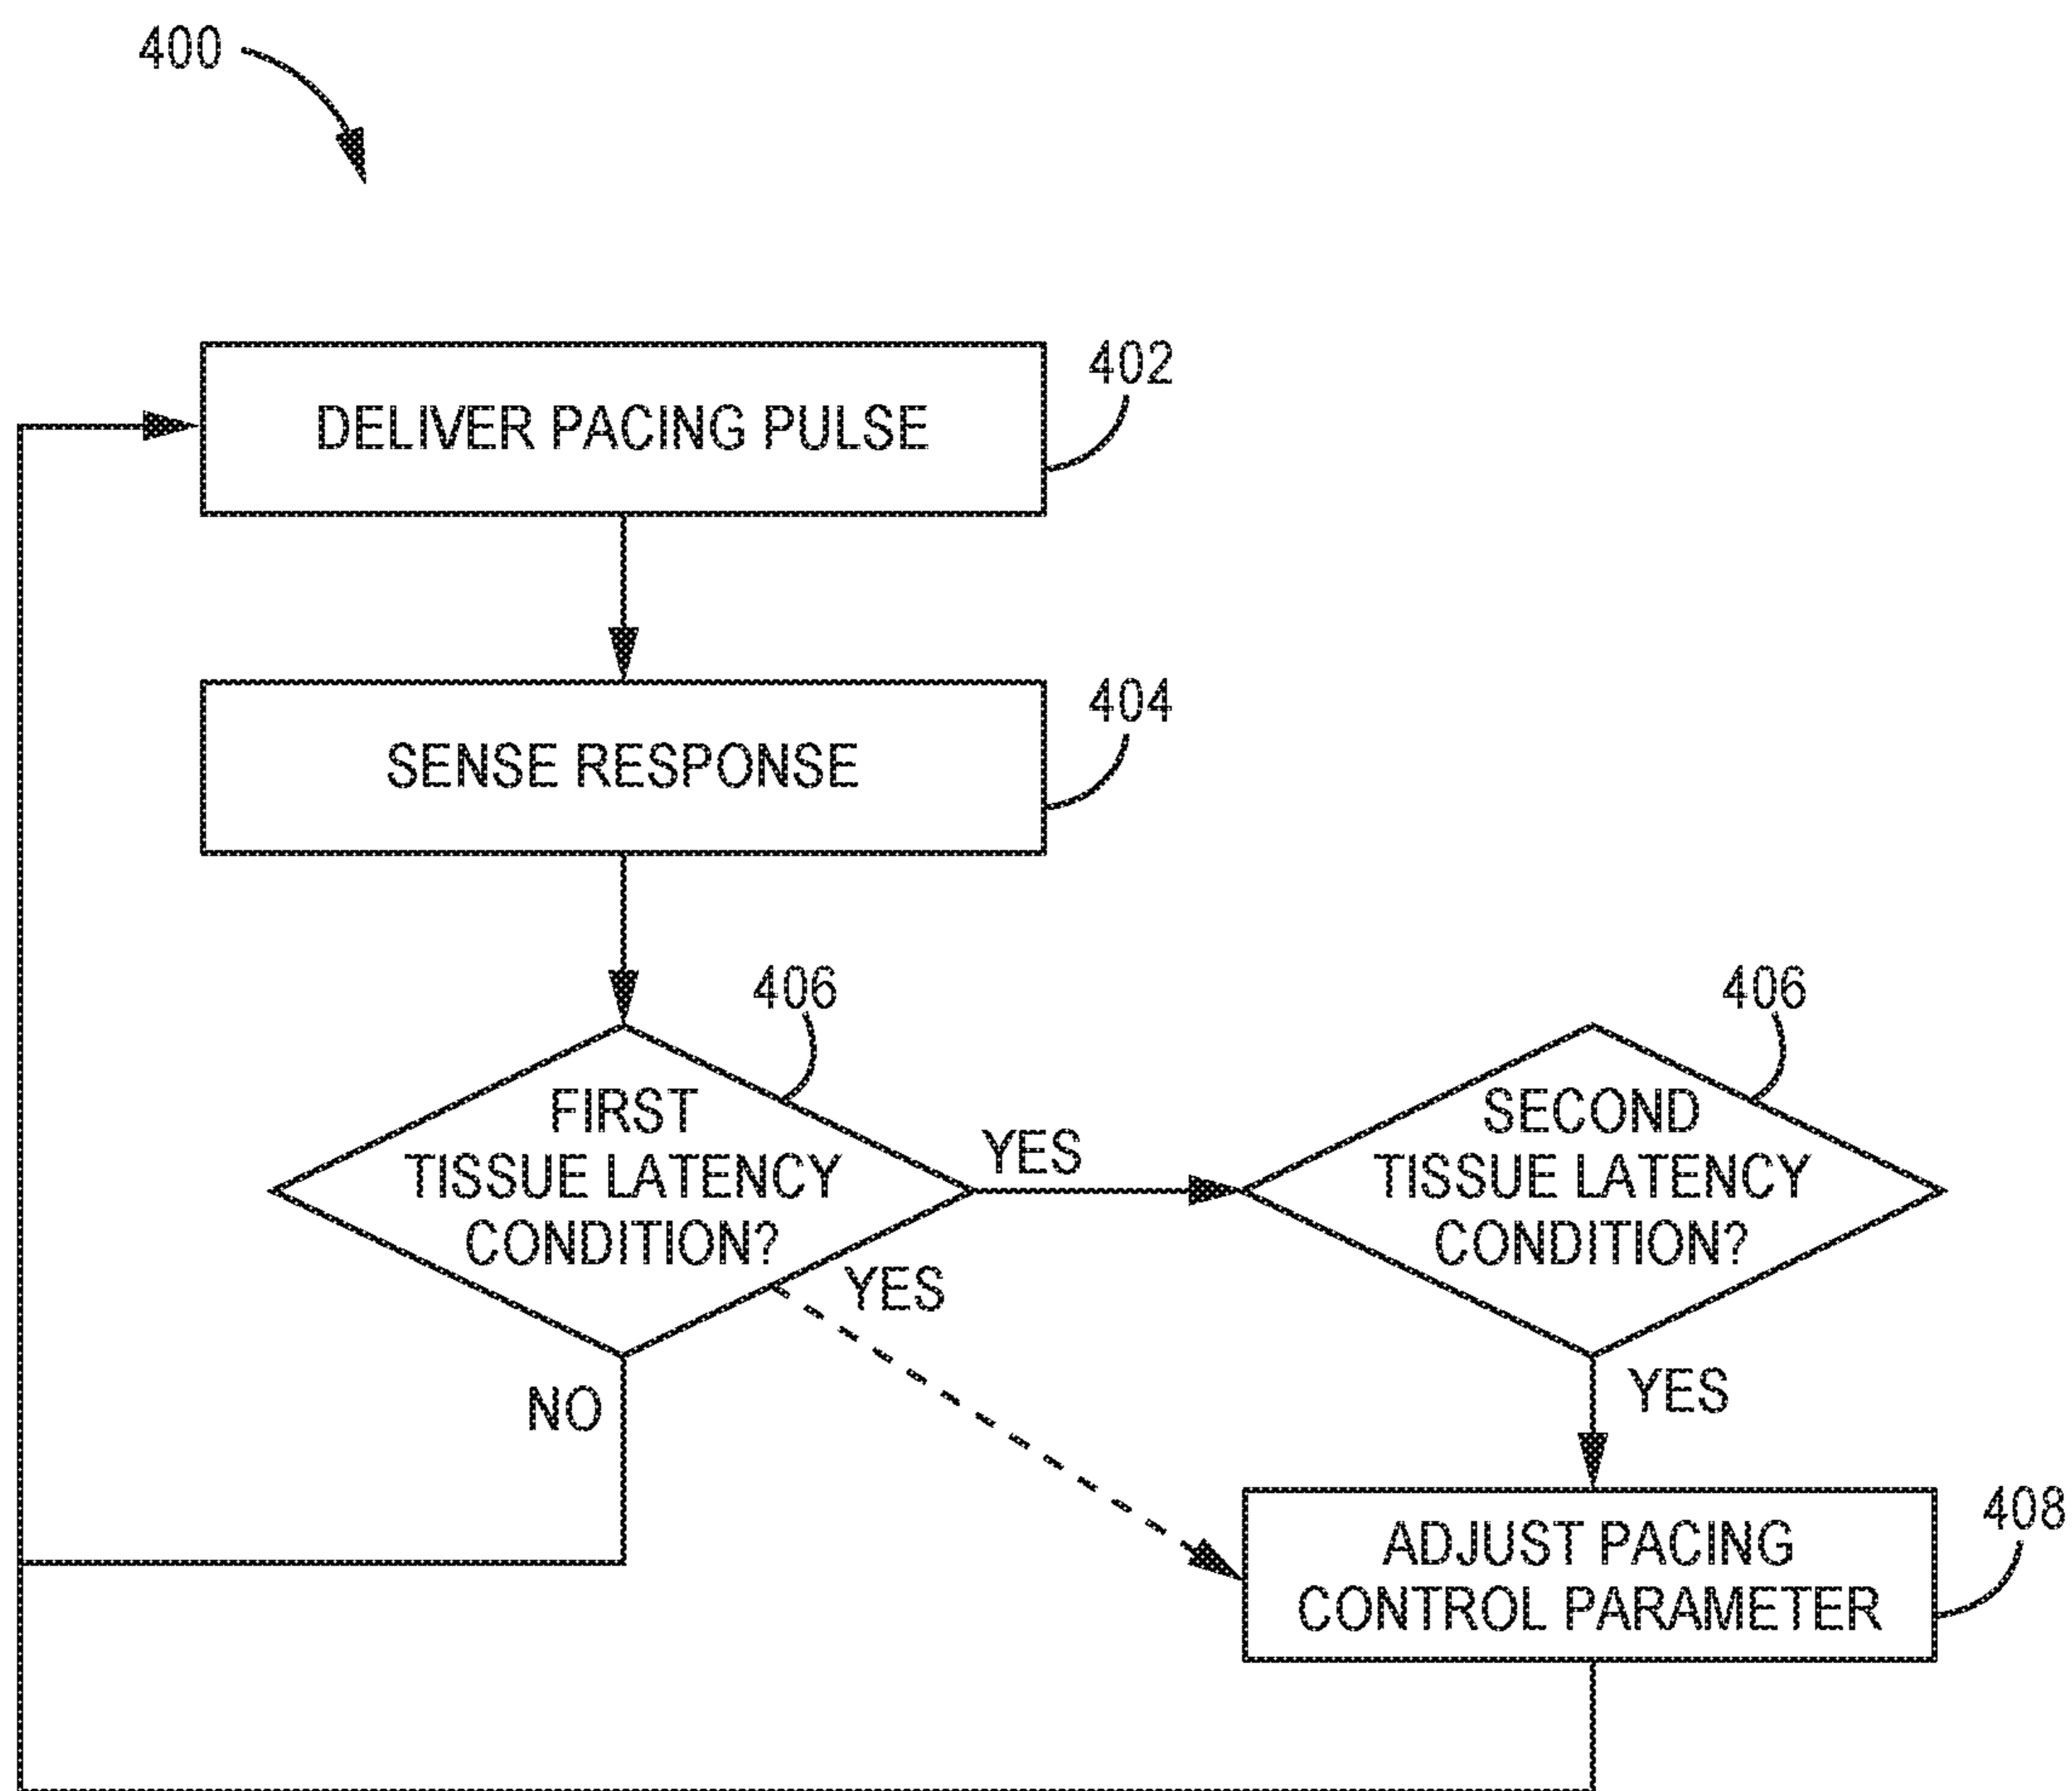 400
DELIVER PACING PULSE
402
SENSE RESPONSE
404
406
FIRST
TISSUE LATENCY
CONDITION?
YES
YES
NO
406
SECOND
TISSUE LATENCY
CONDITION?
YES
ADJUST PACING
CONTROL PARAMETER
408